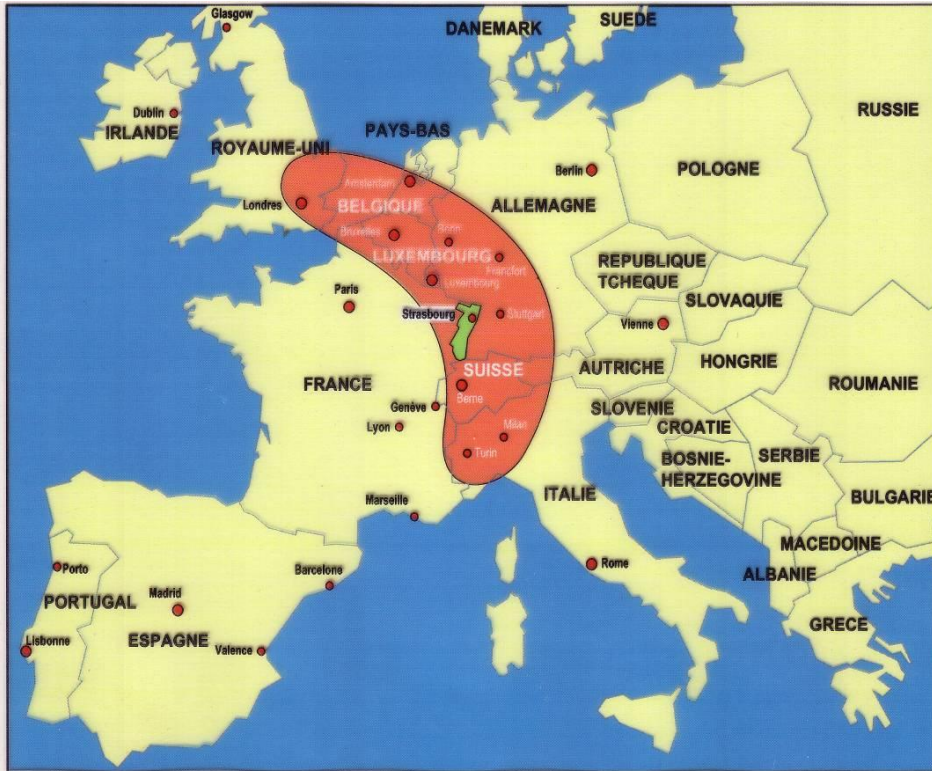 Glasgow
DANEMARK
SUEDE
Dublin
IRLANDE
ROYAUME-UNI
PAYS-BAS
RUSSIE
Berlin
POLOGNE
Amsterdam
Londres
BELGIQUE
ALLEMAGNE
Bruxelles
Bonn
LUXEMBOURG
Francfort
REPUBLIQUE
TCHEQUE
Luxembourg
SLOVAQUIE
Paris
Strasbourg
Stuttgart
Vienne
HONGRIE
FRANCE
SUISSE
AUTRICHE
ROUMANIE
Berne
Genève
SLOVENIE
Lyon
Milan
CROATIE
Turin
BOSNIE-
HERZEGOVINE
SERBIE
Marseille
ITALIE
BULGARIE
MACEDOINE
Porto
Barcelone
Rome
ALBANIE
PORTUGAL
Madrid
GRECE
Lisbonne
ESPAGNE
Valence